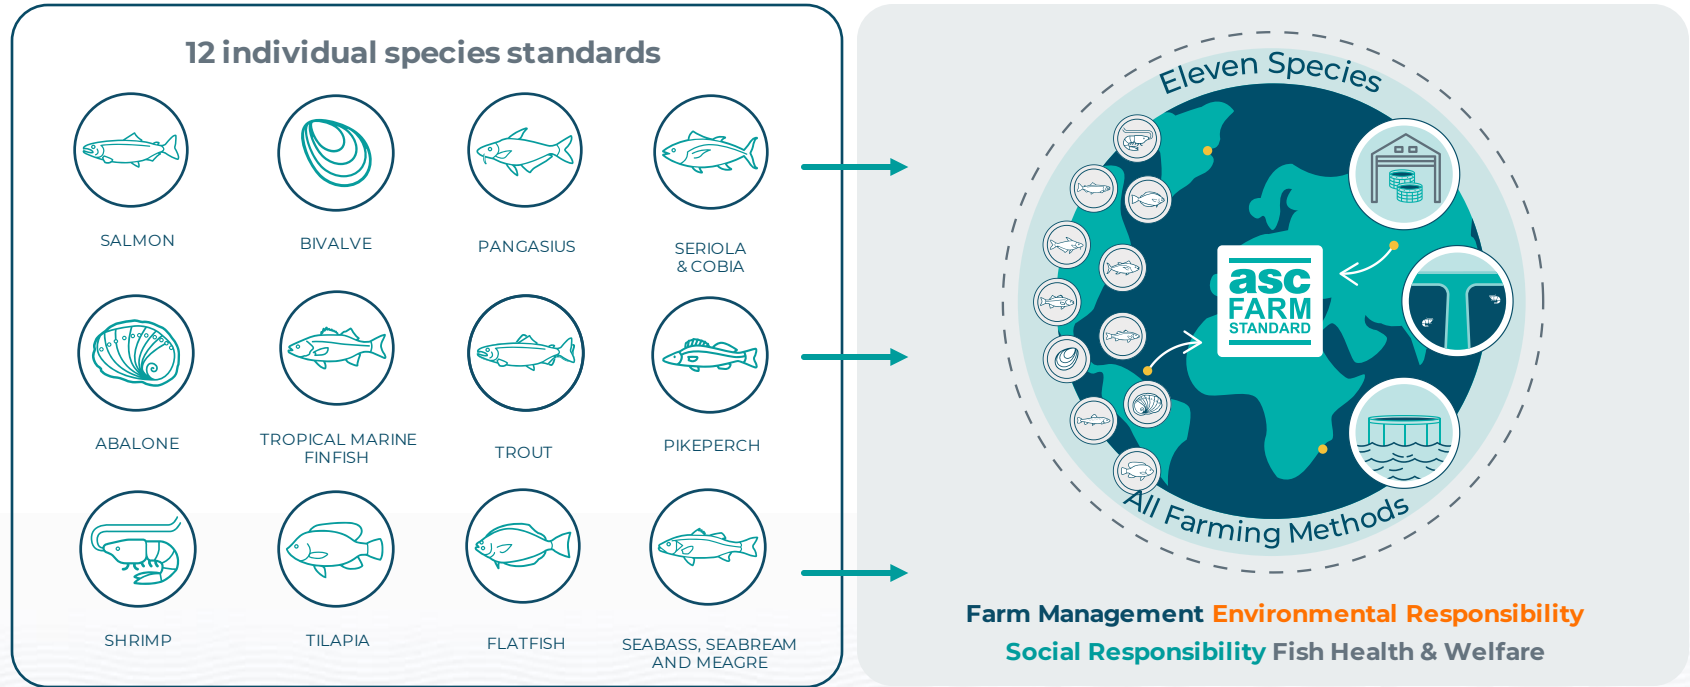 12 individual species standards
SALMON
BIVALVE
PANGASIUS
SERIOLA
& COBIA
ABALONE
TROPICAL MARINE
FINFISH
TROUT
PIKEPERCH
SHRIMP
TILAPIA
FLATFISH
SEABASS, SEABREAM
AND MEAGRE
Eleven Species
asc
FARM
STANDARD
All Farming Methods
Farm Management Environmental Responsibility
Social Responsibility Fish Health & Welfare